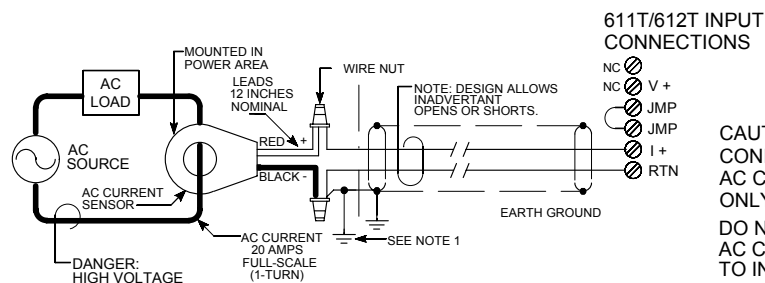 611T/612T INPUT
CONNECTIONS
NC
NC V +
JMP
JMP
I +
RTN
MOUNTED IN
POWER AREA
LEADS
12 INCHES
NOMINAL
WIRE NUT
NOTE: DESIGN ALLOWS
INADVERTANT
OPENS OR SHORTS.
AC
LOAD
AC
SOURCE
RED +
BLACK -
AC CURRENT
SENSOR
AC CURRENT
20 AMPS
FULL-SCALE
(1-TURN)
DANGER:
HIGH VOLTAGE
SEE NOTE 1
EARTH GROUND
CAUT
CON
AC C
ONLY
DO N
AC C
TO IN